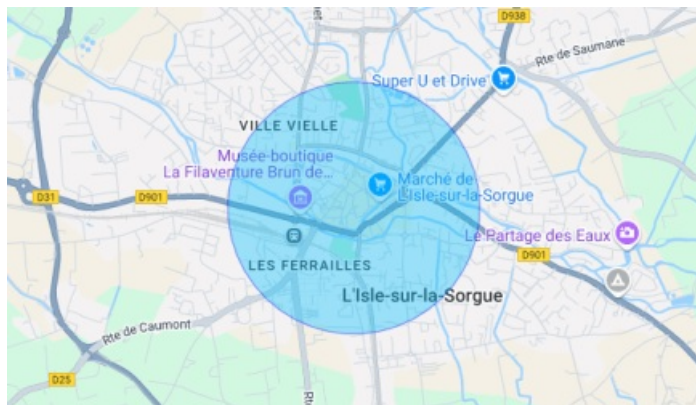 D938
Rte de Saumane
Super U et Drive
VILLE VIELLE
Musée boutique
La Filaventure Brun de...
Marché de
L'Isle-sur-la-Sorgue
D31
D901
Le Partage des Eaux
D901
LES FERRAILLES
L'Isle-sur-la-Sorgue
Rte de Caumont
D25